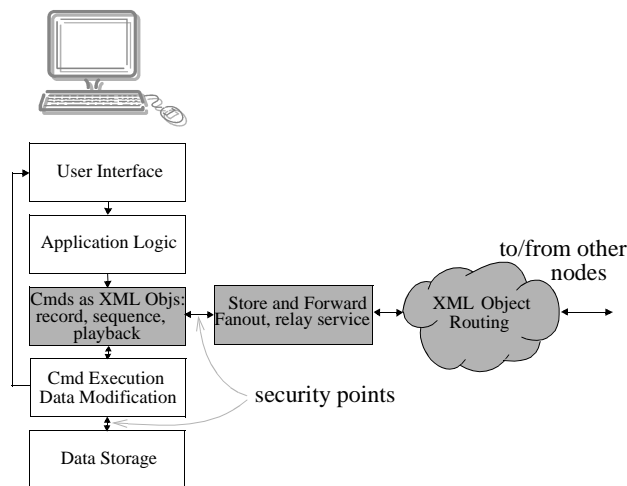 User Interface
Application Logic
Cmds as XML Objs:
record, sequence,
playback
Store and Forward
Fanout, relay service
XML Object
Routing
to/from other
nodes
Cmd Execution
Data Modification
security points
Data Storage